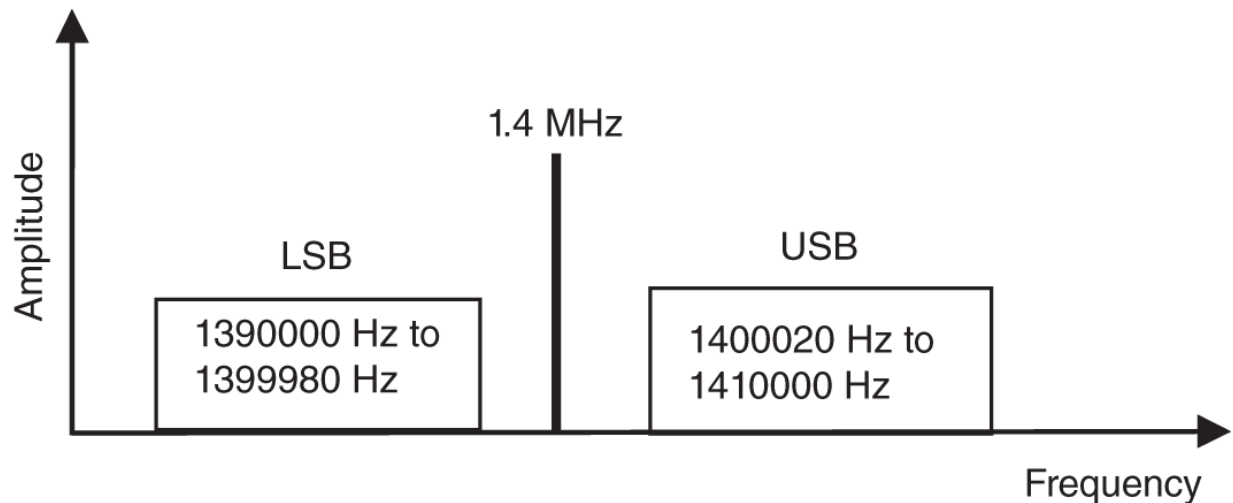 Amplitude
1.4 MHz
LSB
1390000 Hz to
1399980 Hz
USB
1400020 Hz to
1410000 Hz
Frequency